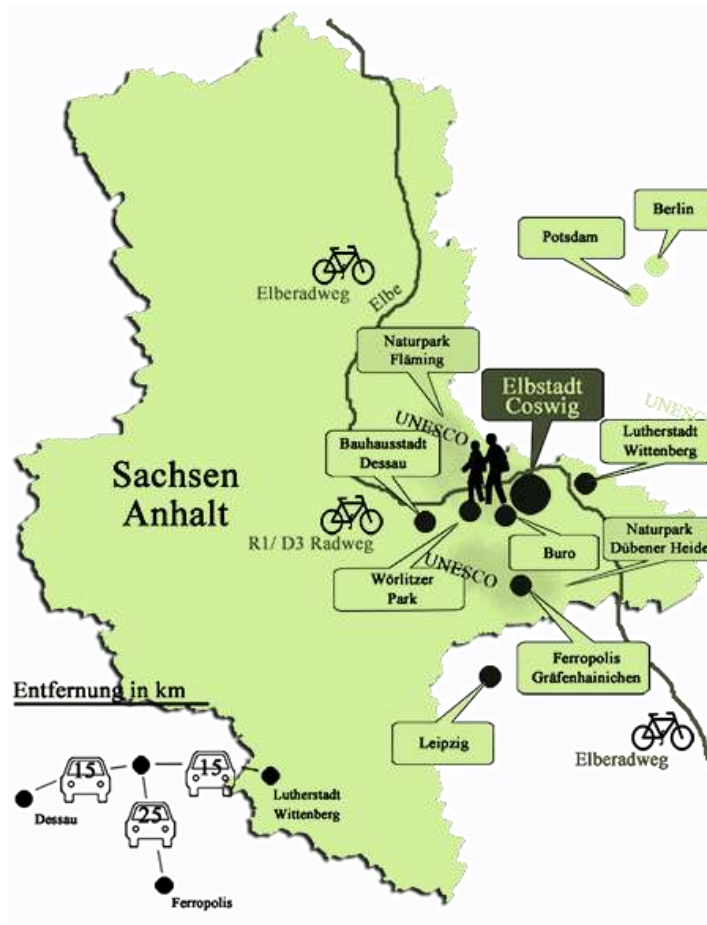 Berlin
Potsdam
Elberadweg
Elbe
Naturpark
Fläming
UNESCO
Elbstadt
Coswig
UNESCO
Lutherstadt
Wittenberg
Bauhausstadt
Dessau
Sachsen
Anhalt
R1/ D3 Radweg
Buro
Naturpark
Dübener Heide
Wörlitzer
Park
UNESCO
Ferropolis
Gräfenhainichen
Leipzig
Elberadweg
Entfernung in km
15
15
25
Dessau
Lutherstadt
Wittenberg
Ferropolis